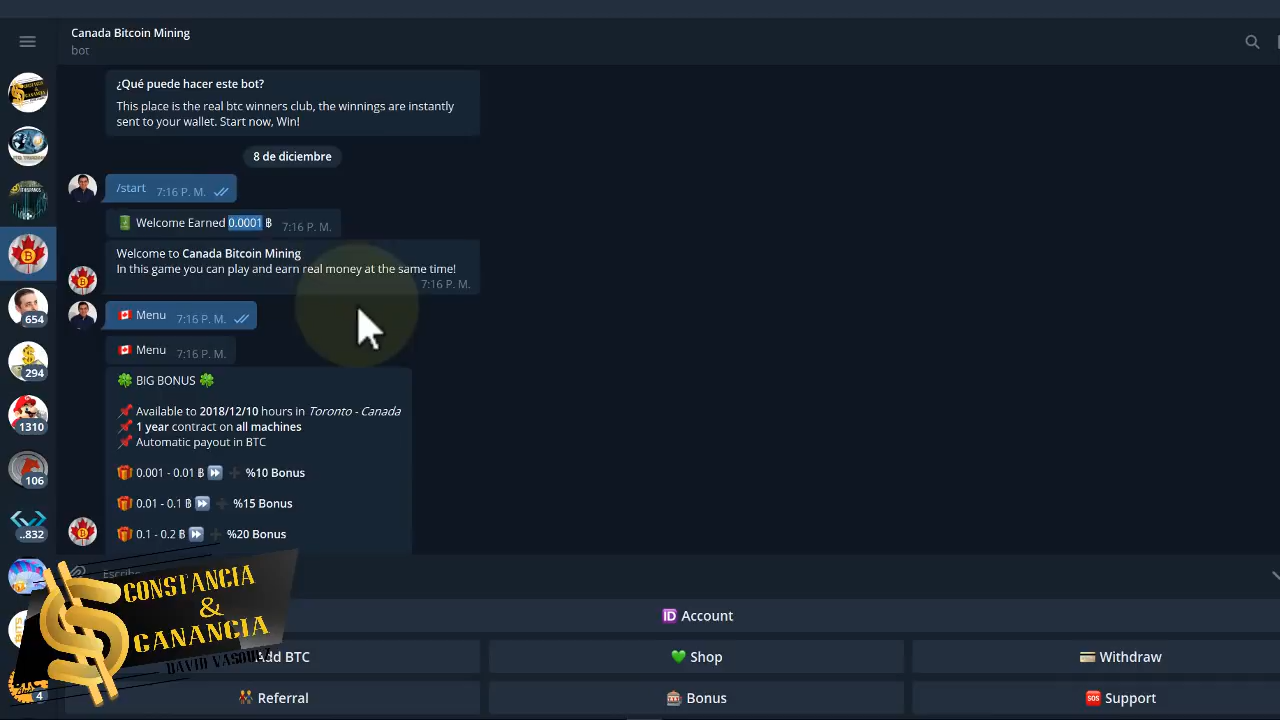 Canada Bitcoin Mining
bot
¿Qué puede hacer este bot?
This place is the real btc winners club, the winnings are instantly
sent to your wallet. Start now, Win!
8 de diciembre
/start 7:16 P. M.
Welcome Earned 0.0001 ฿ 7:16 P. M.
Welcome to Canada Bitcoin Mining
In this game you can play and earn real money at the same time!
7:16 P. M.
🇨🇦 Menu 7:16 P. M.
🇨🇦 Menu 7:16 P. M.
🍀 BIG BONUS 🍀
📌 Available to 2018/12/10 hours in Toronto - Canada
📌 1 year contract on all machines
📌 Automatic payout in BTC
🎁 0.001 - 0.01 ฿ ⏩ ➕ %10 Bonus
🎁 0.01 - 0.1 ฿ ⏩ ➕ %15 Bonus
🎁 0.1 - 0.2 ฿ ⏩ ➕ %20 Bonus
654
294
1310
106
..832
4
🆔 Account
Add BTC
💚 Shop
💳 Withdraw
👫 Referral
🎰 Bonus
🆘 Support
CONSTANCIA
&
GANANCIA